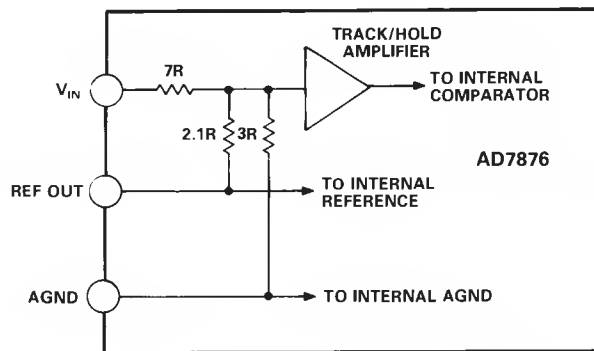 TRACK/HOLD
AMPLIFIER
7R
VIN
TO INTERNAL
COMPARATOR
2.1R 3R
AD7876
REF OUT
TO INTERNAL
REFERENCE
AGND
TO INTERNAL AGND